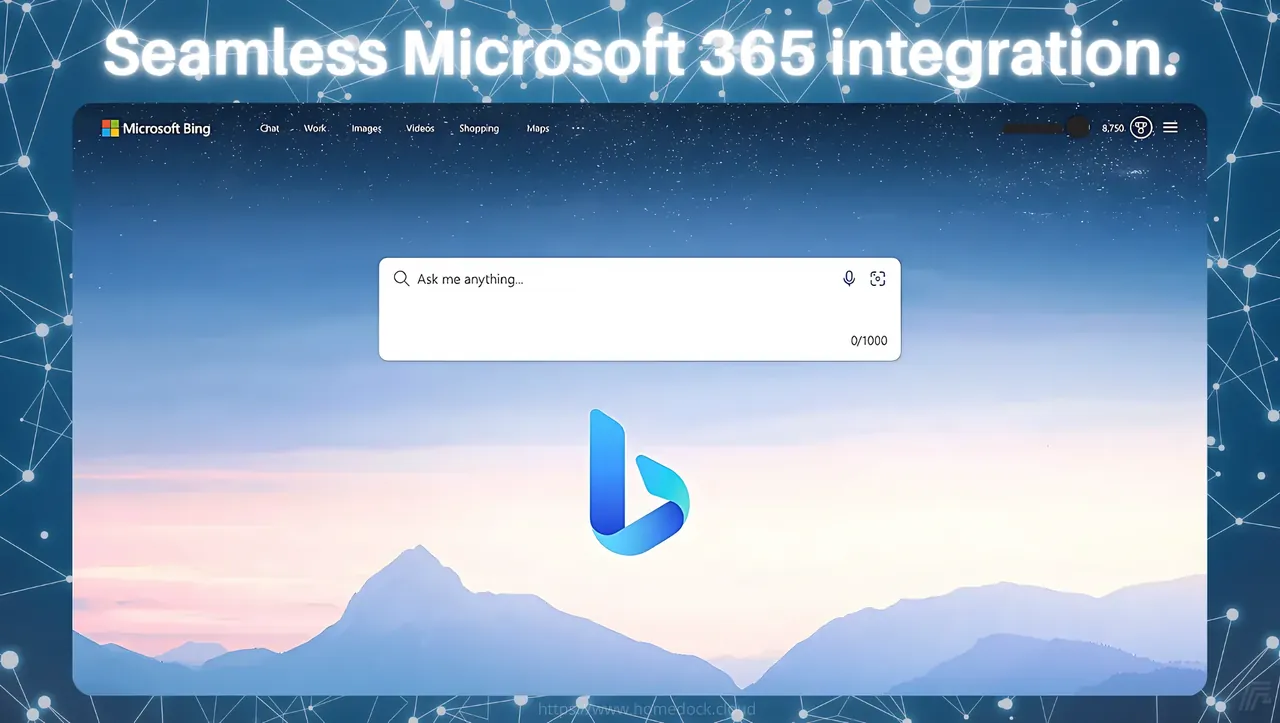 Seamless Microsoft 365 integration.
Microsoft Bing Chat Work Images Videos Shopping Maps ... 8,750
Ask me anything...
0/1000
https://www.homedock.cloud